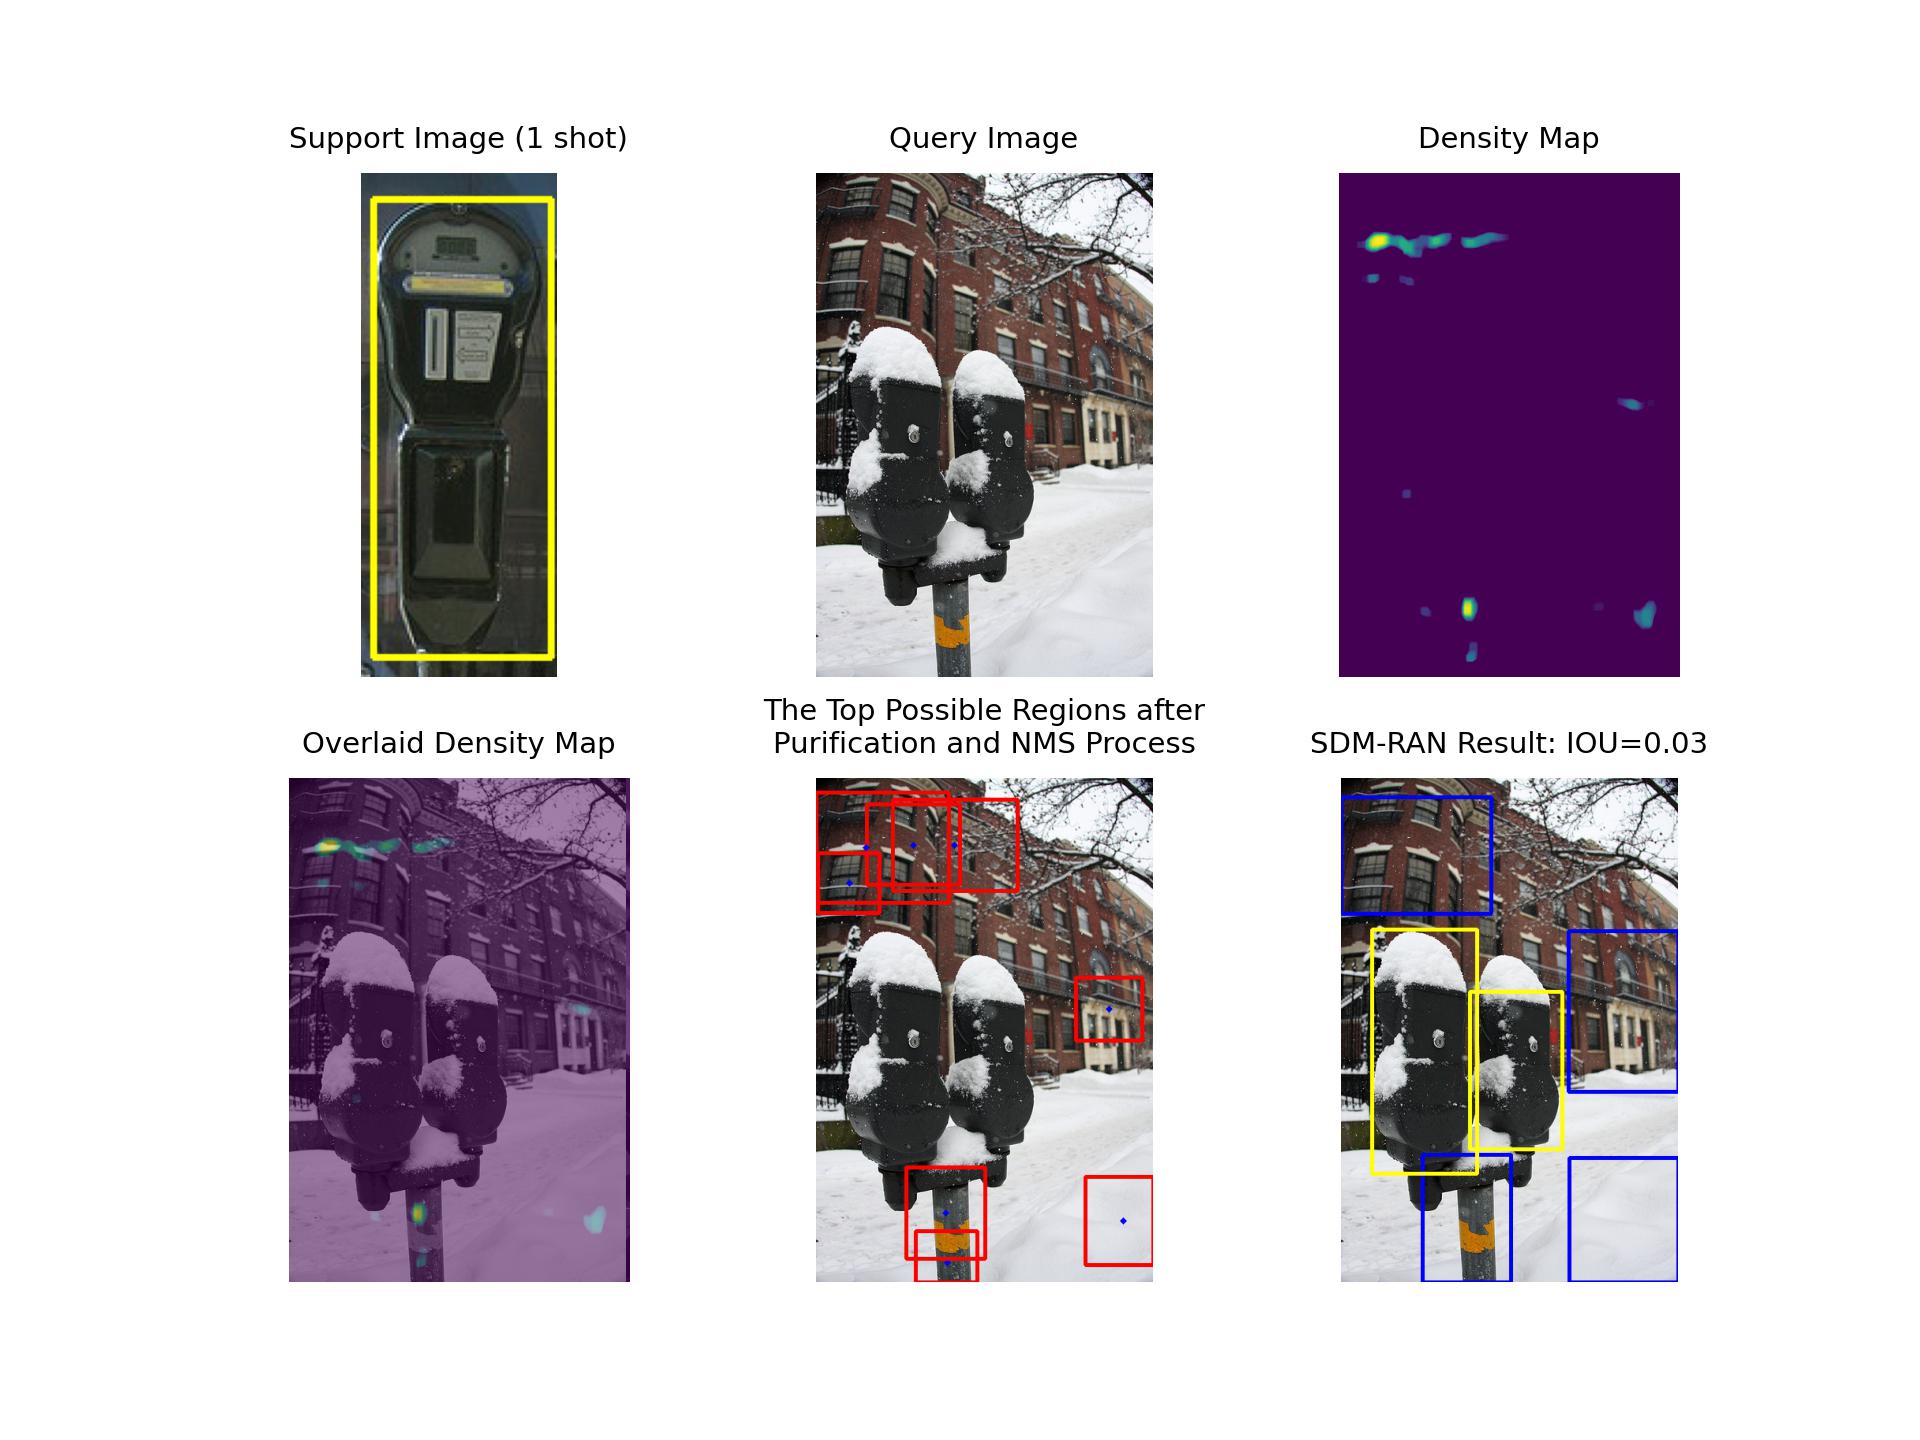 Support Image (1 shot)
Query Image
Density Map
Overlaid Density Map
The Top Possible Regions after
Purification and NMS Process
SDM-RAN Result: IOU=0.03